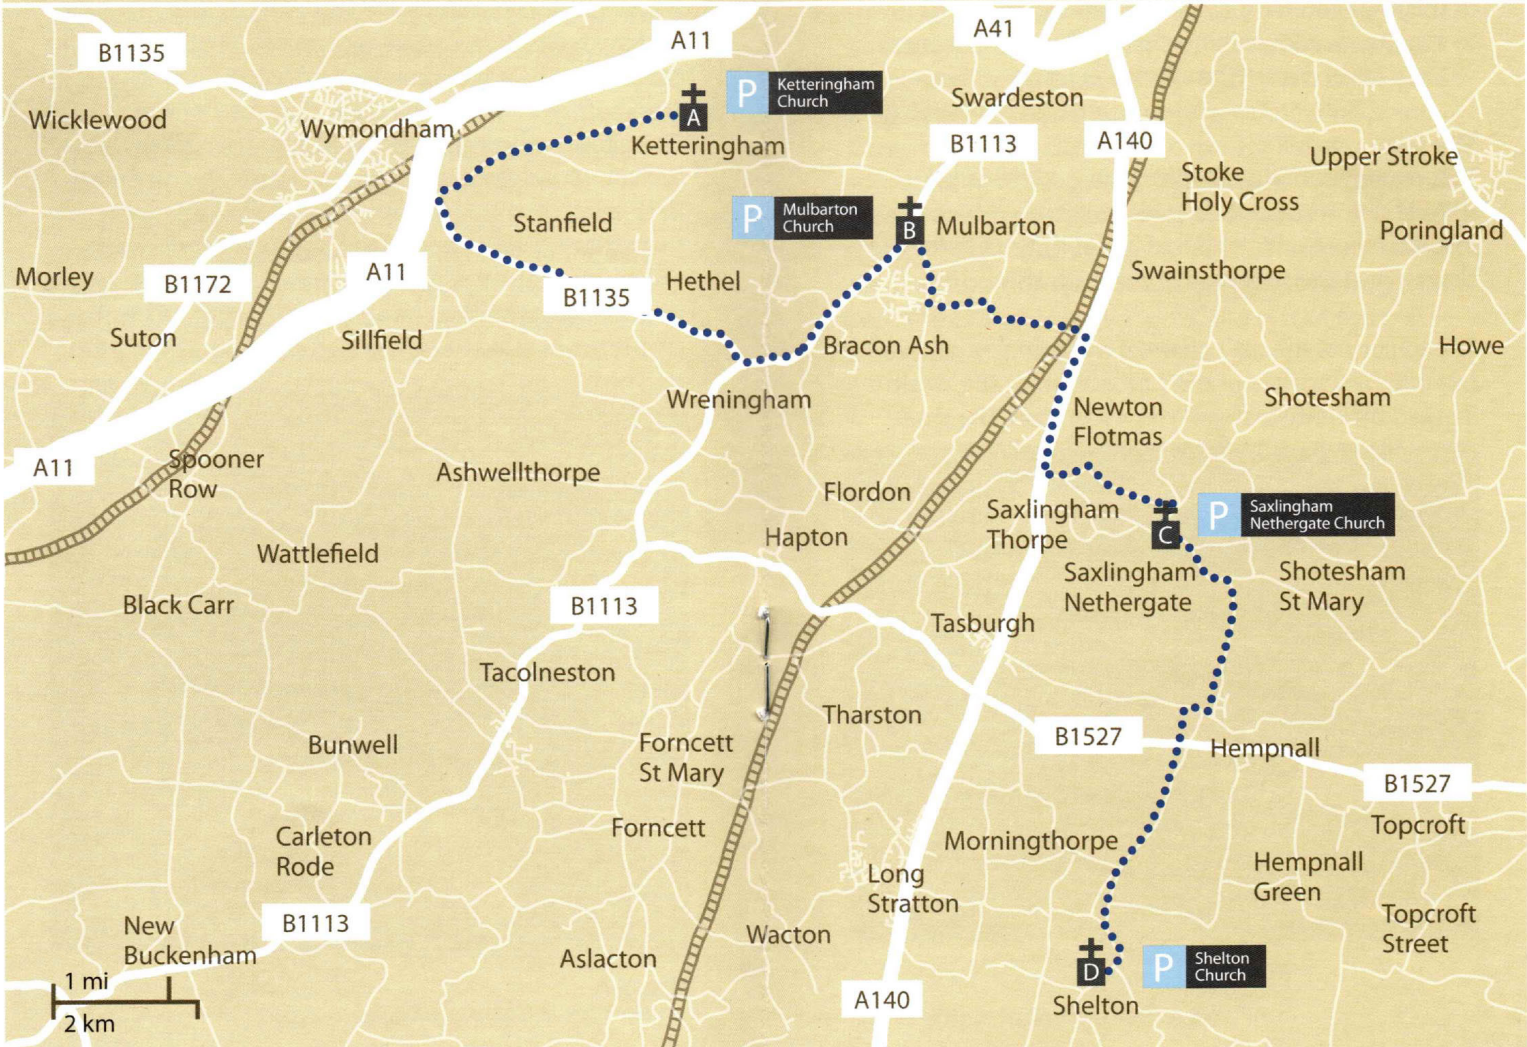 B1135
A11
A41
P
Ketteringham
Church
Wicklewood
Wymondham
A
Ketteringham
Swardeston
B1113
A140
Upper Stroke
Stoke
Holy Cross
P
Mulbarton
Church
B
Mulbarton
Stanfield
Poringland
Morley
B1172
A11
Hethel
B1135
Swainsthorpe
Suton
Sillfield
Bracon Ash
Howe
Wreningham
Newton
Flotmas
Shotesham
A11
Spooner
Row
Ashwellthorpe
Flordon
Saxlingham
Thorpe
C
P
Saxlingham
Nethergate Church
Hapton
Wattlefield
Saxlingham
Nethergate
Shotesham
St Mary
Black Carr
B1113
Tasburgh
Tacolneston
Tharston
Bunwell
Forncett
St Mary
B1527
Hempnall
B1527
Topcroft
Carleton
Rode
Forncett
Morningthorpe
Long
Stratton
Hempnall
Green
New
Buckenham
B1113
Aslacton
Wacton
Topcroft
Street
D
P
Shelton
Church
Shelton
A140
1 mi
2 km